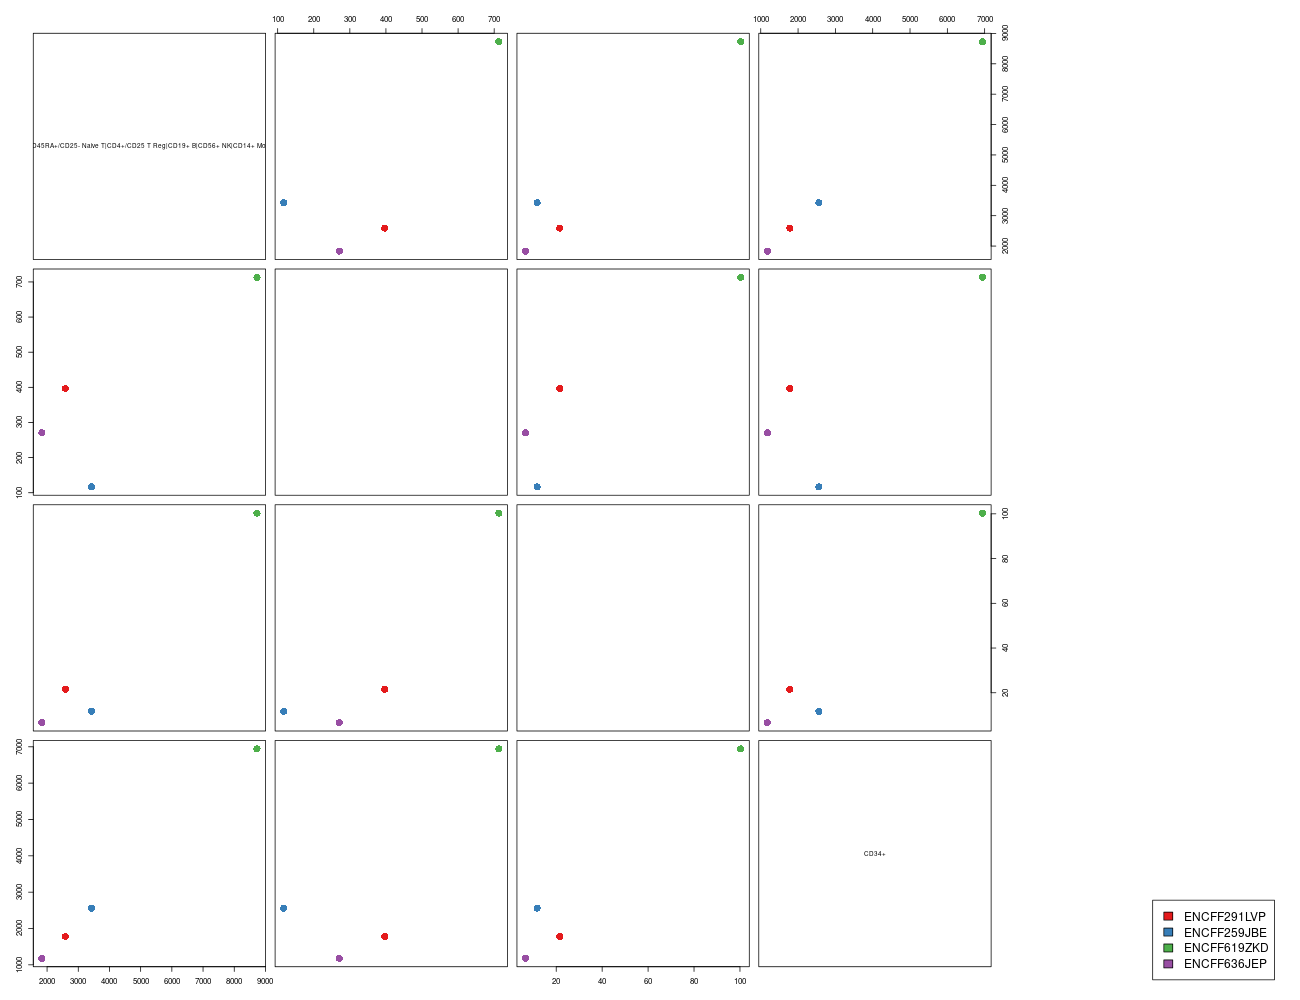 100 200 300 400 500 600 700
1000 2000 3000 4000 5000 6000 7000
D45RA+/CD25- Naive T|CD4+/CD25 T Reg|CD19+ B|CD56+ NK|CD14+ Mo
2000 3000 4000 5000 6000 7000 8000 9000
100 200 300 400 500 600 700
20 40 60 80 100
1000 2000 3000 4000 5000 6000 7000
CD34+
2000 3000 4000 5000 6000 7000 8000 9000
20 40 60 80 100
ENCFF291LVP
ENCFF259JBE
ENCFF619ZKD
ENCFF636JEP